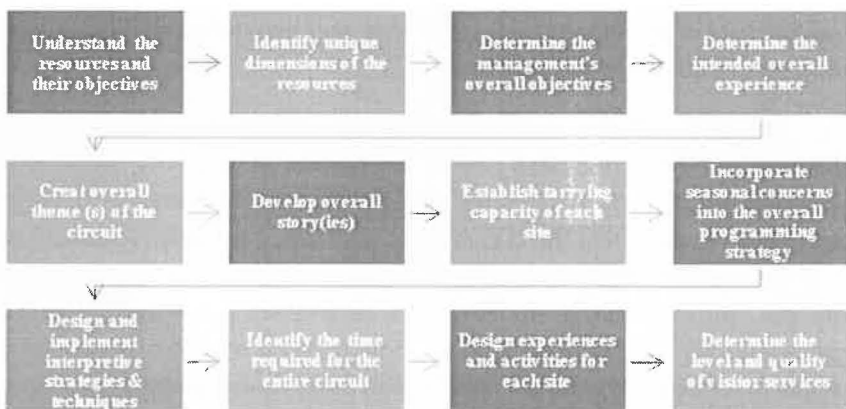 Understand the
resources and
their objectives
Identify unique
dimensions of the
resources
Determine the
management's
overall objectives
Determine the
intended overall
experience
Creat overall
theme (s) of the
circuit
Develop overall
story(ies)
Establish tarrying
capacity of each
site
Incorporate
seasonal concerns
into the overall
programming
strategy
Design and
implement
interpretive
strategies &
techniques
Identify the time
required for the
entire circuit
Design experiences
and activities for
each site
Determine the
level and quality
of visitor services